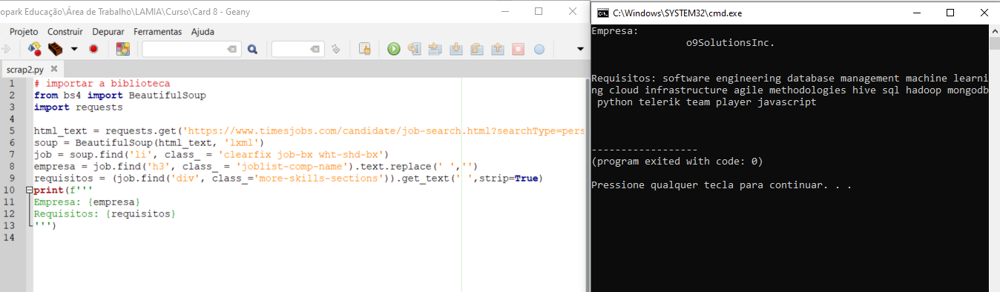 opark Educação\Área de Trabalho\LAMIA\Curso\Card 8 - Geany
Projeto Construir Depurar Ferramentas Ajuda
scrap2.py
1 # importar a biblioteca
2 from bs4 import BeautifulSoup
3 import requests
4
5 html_text = requests.get('https://www.timesjobs.com/candidate/job-search.html?searchType=pers
6 soup = BeautifulSoup(html_text, 'lxml')
7 job = soup.find('li', class_ = 'clearfix job-bx wht-shd-bx')
8 empresa = job.find('h3', class_ = 'joblist-comp-name').text.replace(' ','')
9 requisitos = (job.find('div', class_='more-skills-sections')).get_text(' ',strip=True)
10 print(f'''
11 Empresa: {empresa}
12 Requisitos: {requisitos}
13 ''')
14
C:\Windows\SYSTEM32\cmd.exe
Empresa:
o9SolutionsInc.
Requisitos: software engineering database management machine learni
ng cloud infrastructure agile methodologies hive sql hadoop mongodb
python telerik team player javascript
------------------
(program exited with code: 0)
Pressione qualquer tecla para continuar. . .